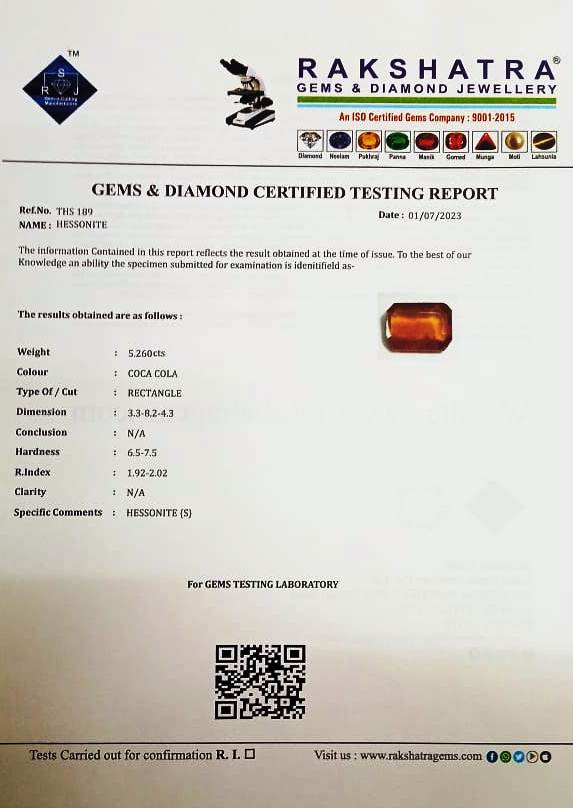 TM
S
R J
RAKSHATRA®
GEMS & DIAMOND JEWELLERY
An ISO Certified Gems Company : 9001-2015
Diamond Neelam Pukhraj Panna Manik Gomed Munga Moti Lahsunia
GEMS & DIAMOND CERTIFIED TESTING REPORT
Ref.No. THS 189
Date : 01/07/2023
NAME : HESSONITE
The information Contained in this report reflects the result obtained at the time of issue. To the best of our
Knowledge an ability the specimen submitted for examination is idenitifield as-
The results obtained are as follows :
Weight : 5.260cts
Colour : COCA COLA
Type Of / Cut : RECTANGLE
Dimension : 3.3-8.2-4.3
Conclusion : N/A
Hardness : 6.5-7.5
R.Index : 1.92-2.02
Clarity : N/A
Specific Comments : HESSONITE (S)
For GEMS TESTING LABORATORY
Tests Carried out for confirmation R. I. ☐
Visit us : www.rakshatragems.com